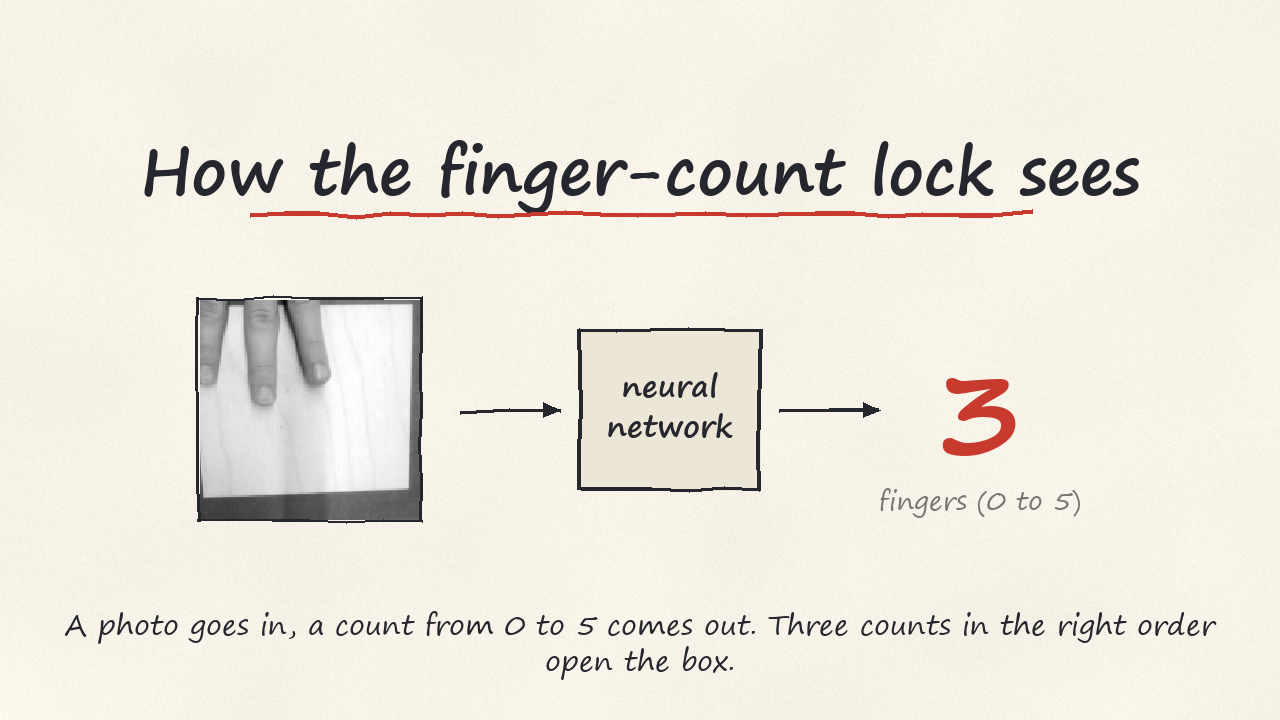 How the finger-count lock sees
neural
network
3
fingers (0 to 5)
A photo goes in, a count from 0 to 5 comes out. Three counts in the right order
open the box.